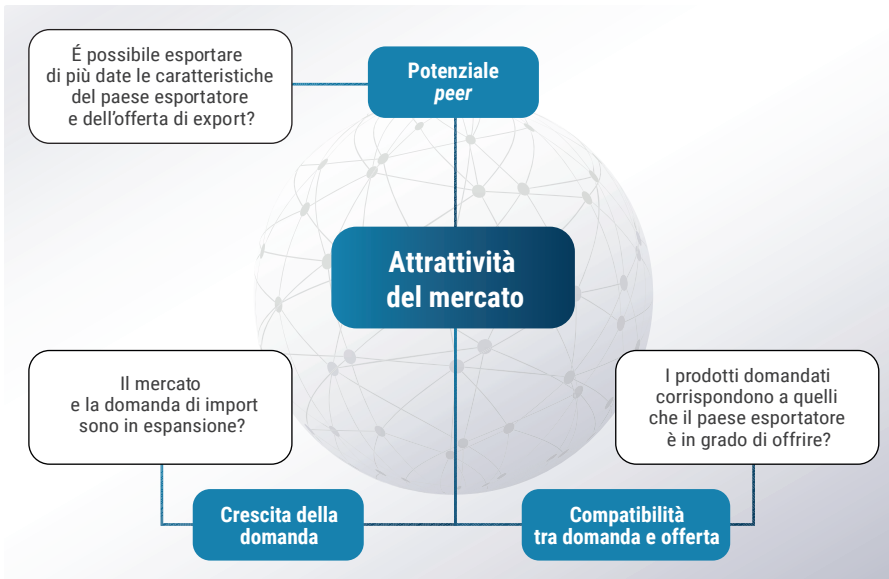 É possibile esportare
di più date le caratteristiche
del paese esportatore
e dell'offerta di export?
Potenziale
peer
Attrattività
del mercato
Il mercato
e la domanda di import
sono in espansione?
I prodotti domandati
corrispondono a quelli
che il paese esportatore
è in grado di offrire?
Crescita della
domanda
Compatibilità
tra domanda e offerta